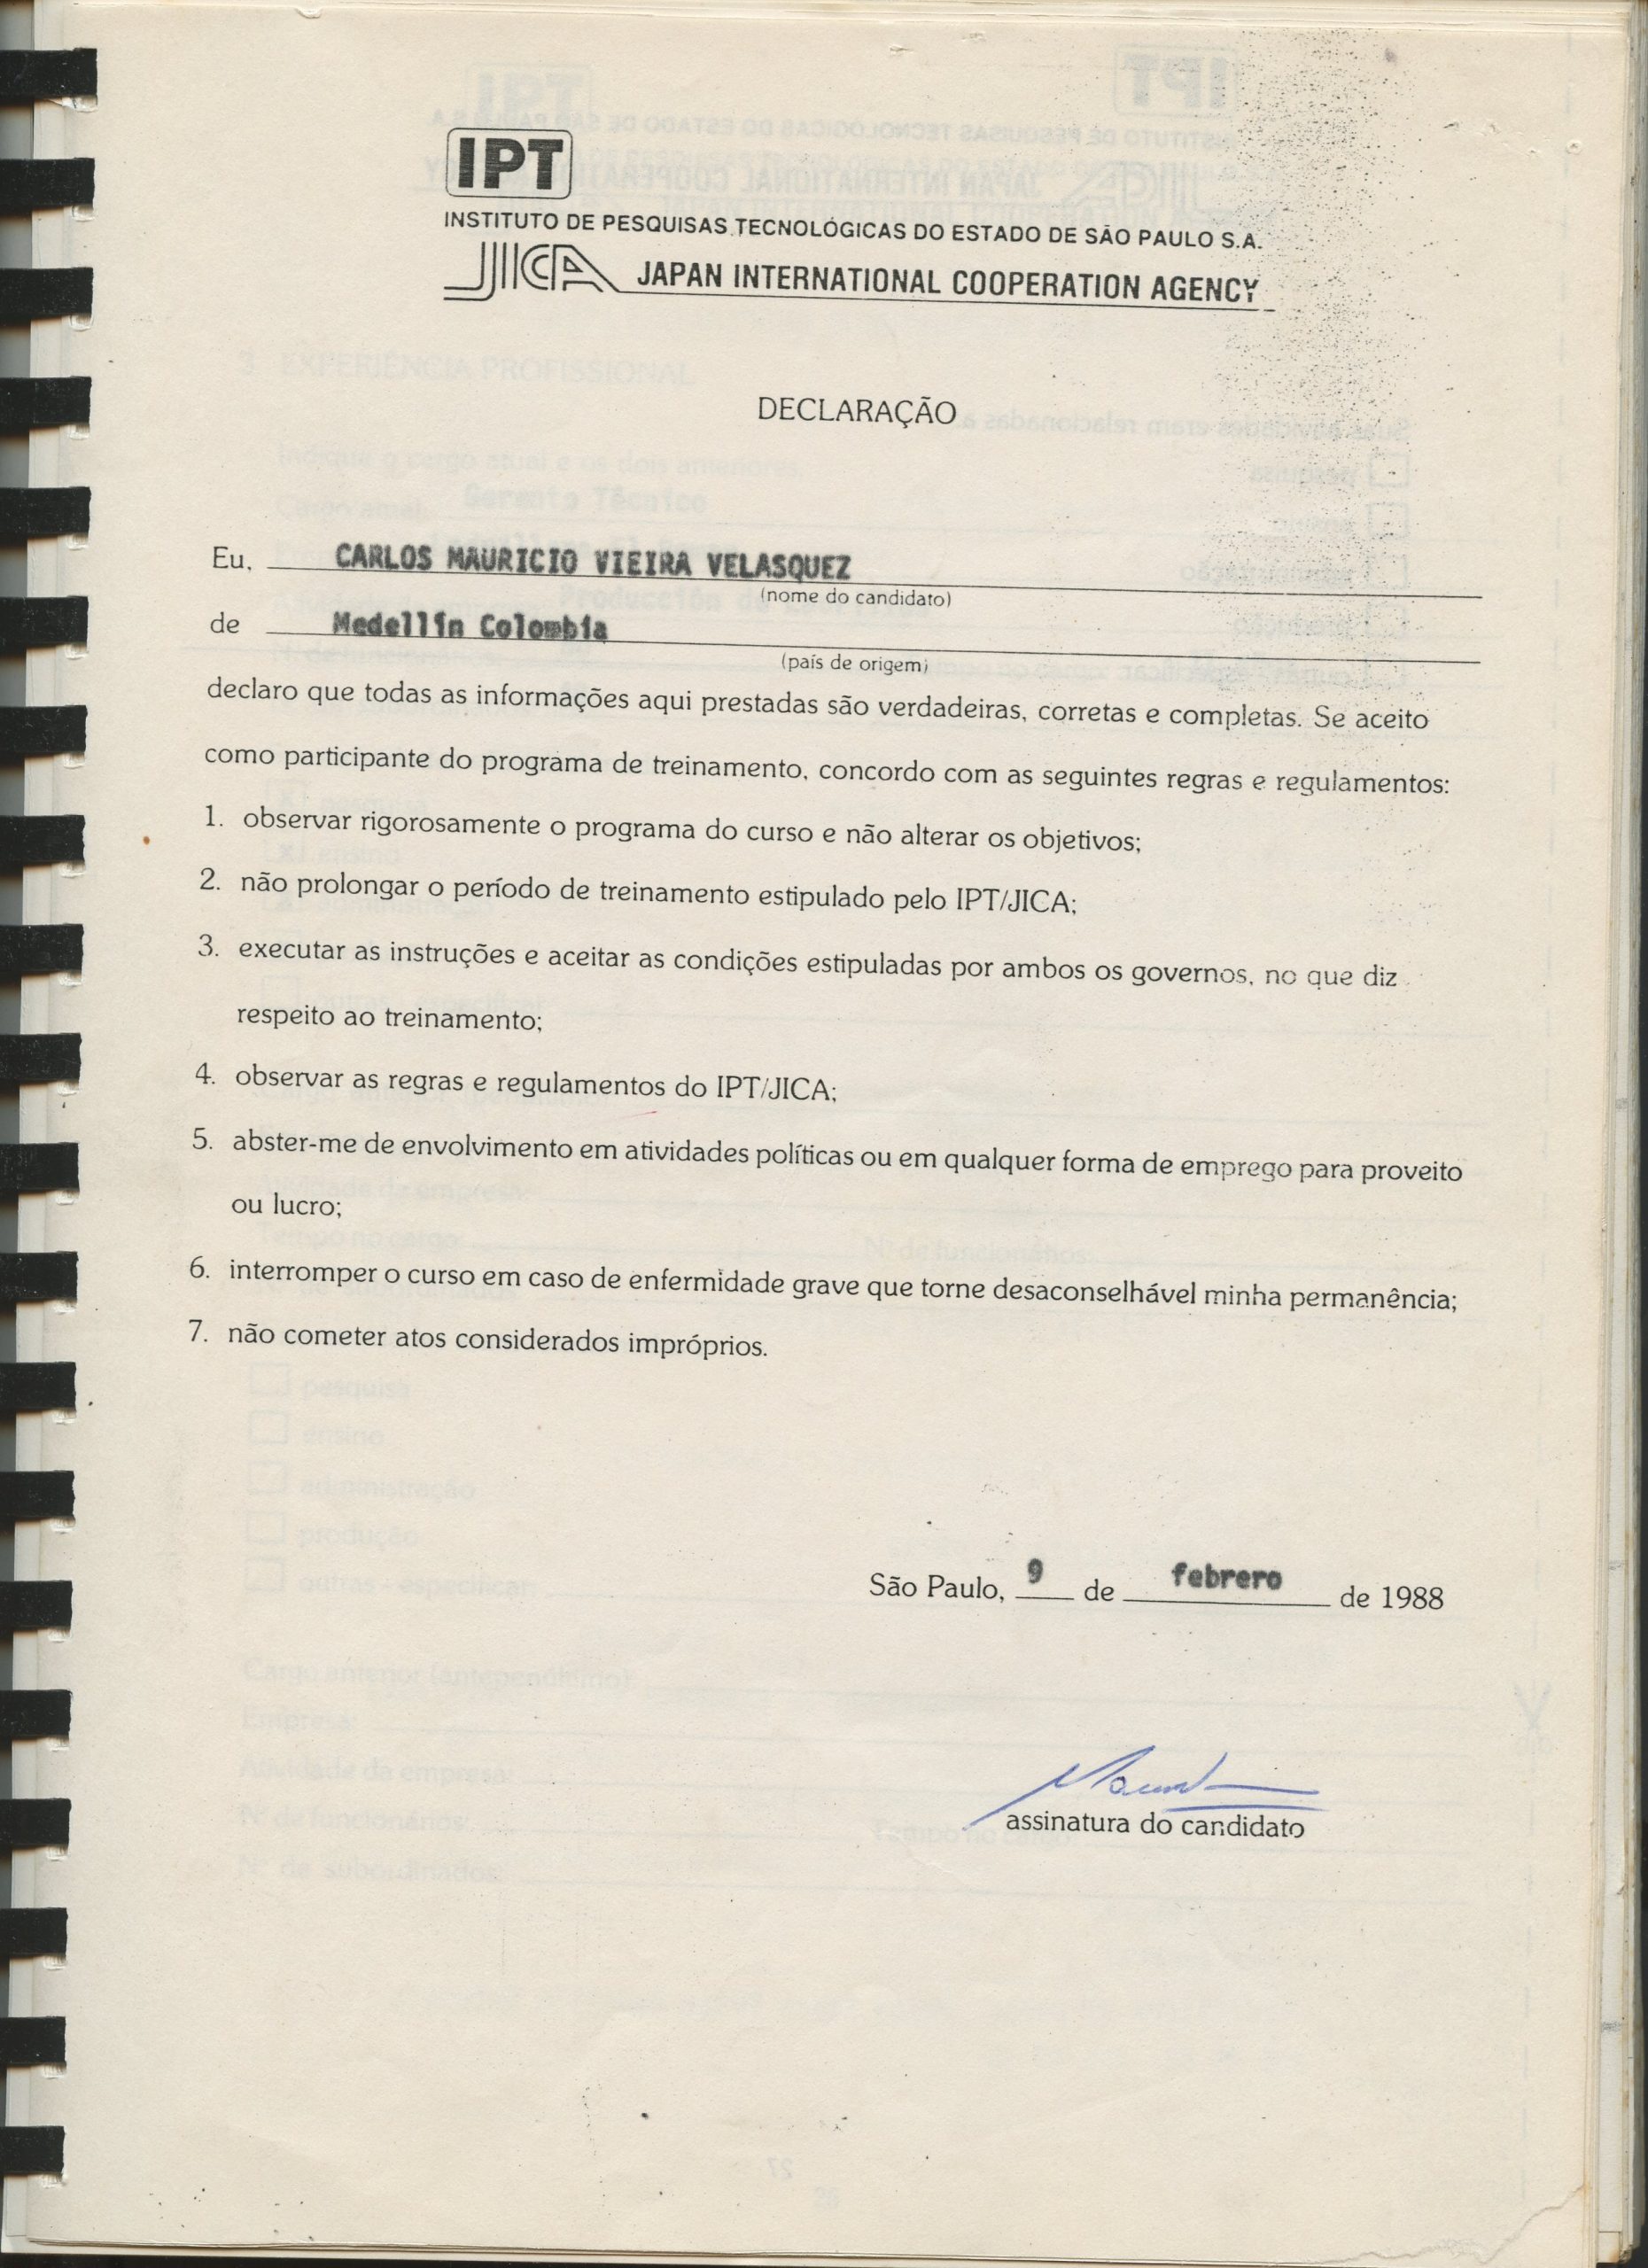 IPT
INSTITUTO DE PESQUISAS TECNOLÓGICAS DO ESTADO DE SÃO PAULO S.A.
JICA JAPAN INTERNATIONAL COOPERATION AGENCY
DECLARAÇÃO
Eu, CARLOS MAURICIO VIEIRA VELASQUEZ
(nome do candidato)
de Medellín Colombia
(país de origem)
declaro que todas as informações aqui prestadas são verdadeiras, corretas e completas. Se aceito
como participante do programa de treinamento, concordo com as seguintes regras e regulamentos:
1. observar rigorosamente o programa do curso e não alterar os objetivos;
2. não prolongar o período de treinamento estipulado pelo IPT/JICA;
3. executar as instruções e aceitar as condições estipuladas por ambos os governos, no que diz
respeito ao treinamento;
4. observar as regras e regulamentos do IPT/JICA;
5. abster-me de envolvimento em atividades políticas ou em qualquer forma de emprego para proveito
ou lucro;
6. interromper o curso em caso de enfermidade grave que torne desaconselhável minha permanência;
7. não cometer atos considerados impróprios.
São Paulo, 9 de febrero de 1988
assinatura do candidato